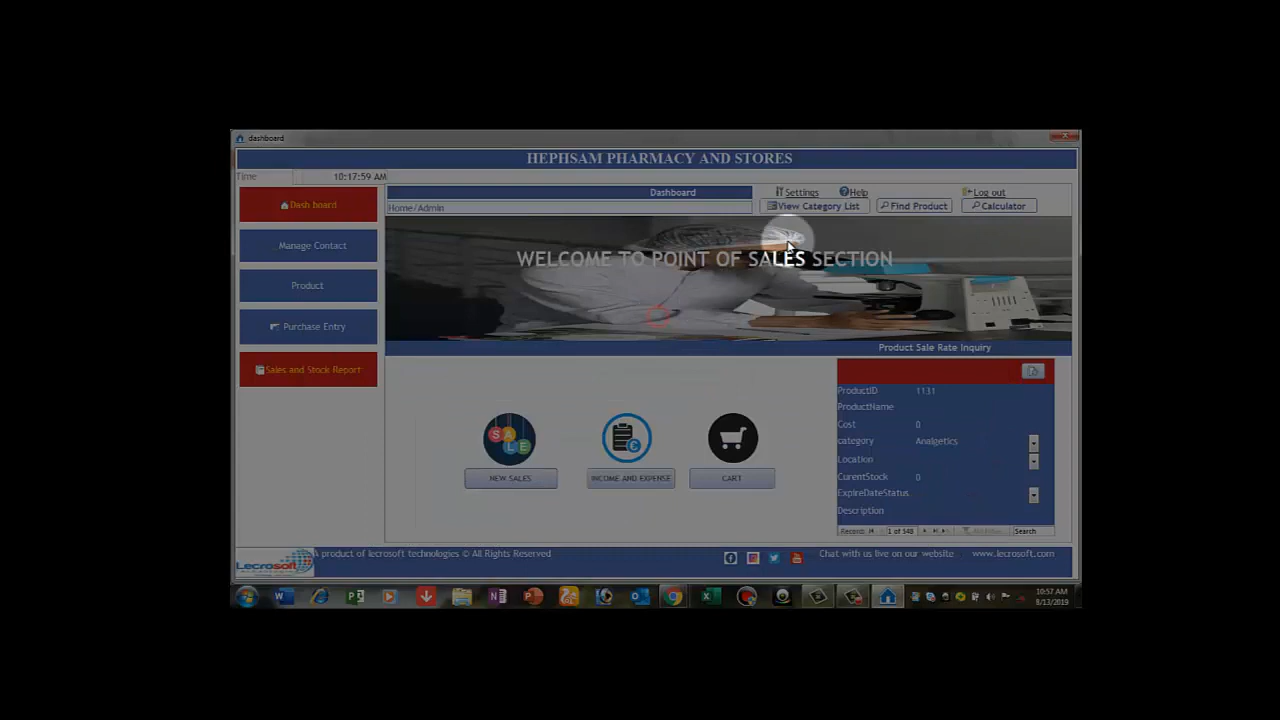 dashboard
HEPHSAM PHARMACY AND STORES
Time 10:17:59 AM
Dashboard
Settings Help Log out
Home/Admin
View Category List Find Product Calculator
Dash board
Manage Contact
Product
Purchase Entry
Sales and Stock Report
WELCOME TO POINT OF SALES SECTION
Product Sale Rate Inquiry
ProductID 1131
ProductName
Cost 0
category Analgetics
Location
CurentStock 0
ExpireDateStatus
Description
Record: 1 of 548 Search
SALE
NEW SALES INCOME AND EXPENSE CART
Lecrosoft
A product of lecrosoft technologies © All Rights Reserved
Chat with us live on our website www.lecrosoft.com
10:57 AM
8/13/2019